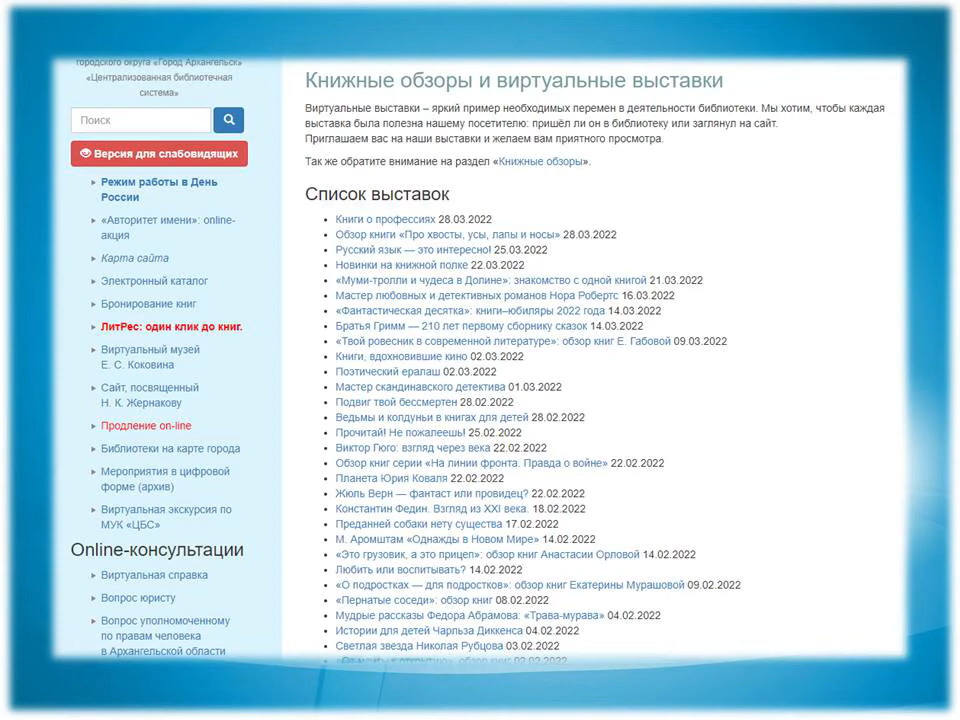 городского округа «Город Архангельск»
«Централизованная библиотечная
система»
Поиск
Версия для слабовидящих
Режим работы в День
России
«Авторитет имени»: online-
акция
Карта сайта
Электронный каталог
Бронирование книг
ЛитРес: один клик до книг.
Виртуальный музей
Е. С. Коковина
Сайт, посвященный
Н. К. Жернакову
Продление on-line
Библиотеки на карте города
Мероприятия в цифровой
форме (архив)
Виртуальная экскурсия по
МУК «ЦБС»
Online-консультации
Виртуальная справка
Вопрос юристу
Вопрос уполномоченному
по правам человека
в Архангельской области
Книжные обзоры и виртуальные выставки
Виртуальные выставки – яркий пример необходимых перемен в деятельности библиотеки. Мы хотим, чтобы каждая
выставка была полезна нашему посетителю: пришёл ли он в библиотеку или заглянул на сайт.
Приглашаем вас на наши выставки и желаем вам приятного просмотра.
Так же обратите внимание на раздел «Книжные обзоры».
Список выставок
Книги о профессиях 28.03.2022
Обзор книги «Про хвосты, усы, лапы и носы» 28.03.2022
Русский язык — это интересно! 25.03.2022
Новинки на книжной полке 22.03.2022
«Муми-тролли и чудеса в Долине»: знакомство с одной книгой 21.03.2022
Мастер любовных и детективных романов Нора Робертс 16.03.2022
«Фантастическая десятка»: книги–юбиляры 2022 года 14.03.2022
Братья Гримм — 210 лет первому сборнику сказок 14.03.2022
«Твой ровесник в современной литературе»: обзор книг Е. Габовой 09.03.2022
Книги, вдохновившие кино 02.03.2022
Поэтический ералаш 02.03.2022
Мастер скандинавского детектива 01.03.2022
Подвиг твой бессмертен 28.02.2022
Ведьмы и колдуньи в книгах для детей 28.02.2022
Прочитай! Не пожалеешь! 25.02.2022
Виктор Гюго: взгляд через века 22.02.2022
Обзор книг серии «На линии фронта. Правда о войне» 22.02.2022
Планета Юрия Коваля 22.02.2022
Жюль Верн — фантаст или провидец? 22.02.2022
Константин Федин. Взгляд из XXI века. 18.02.2022
Преданней собаки нету существа 17.02.2022
М. Аромштам «Однажды в Новом Мире» 14.02.2022
«Это грузовик, а это прицеп»: обзор книг Анастасии Орловой 14.02.2022
Любить или воспитывать? 14.02.2022
«О подростках — для подростков»: обзор книг Екатерины Мурашовой 09.02.2022
«Пернатые соседи»: обзор книг 08.02.2022
Мудрые рассказы Федора Абрамова: «Трава-мурава» 04.02.2022
Истории для детей Чарльза Диккенса 04.02.2022
Светлая звезда Николая Рубцова 03.02.2022
обзор книг 02.02.2022